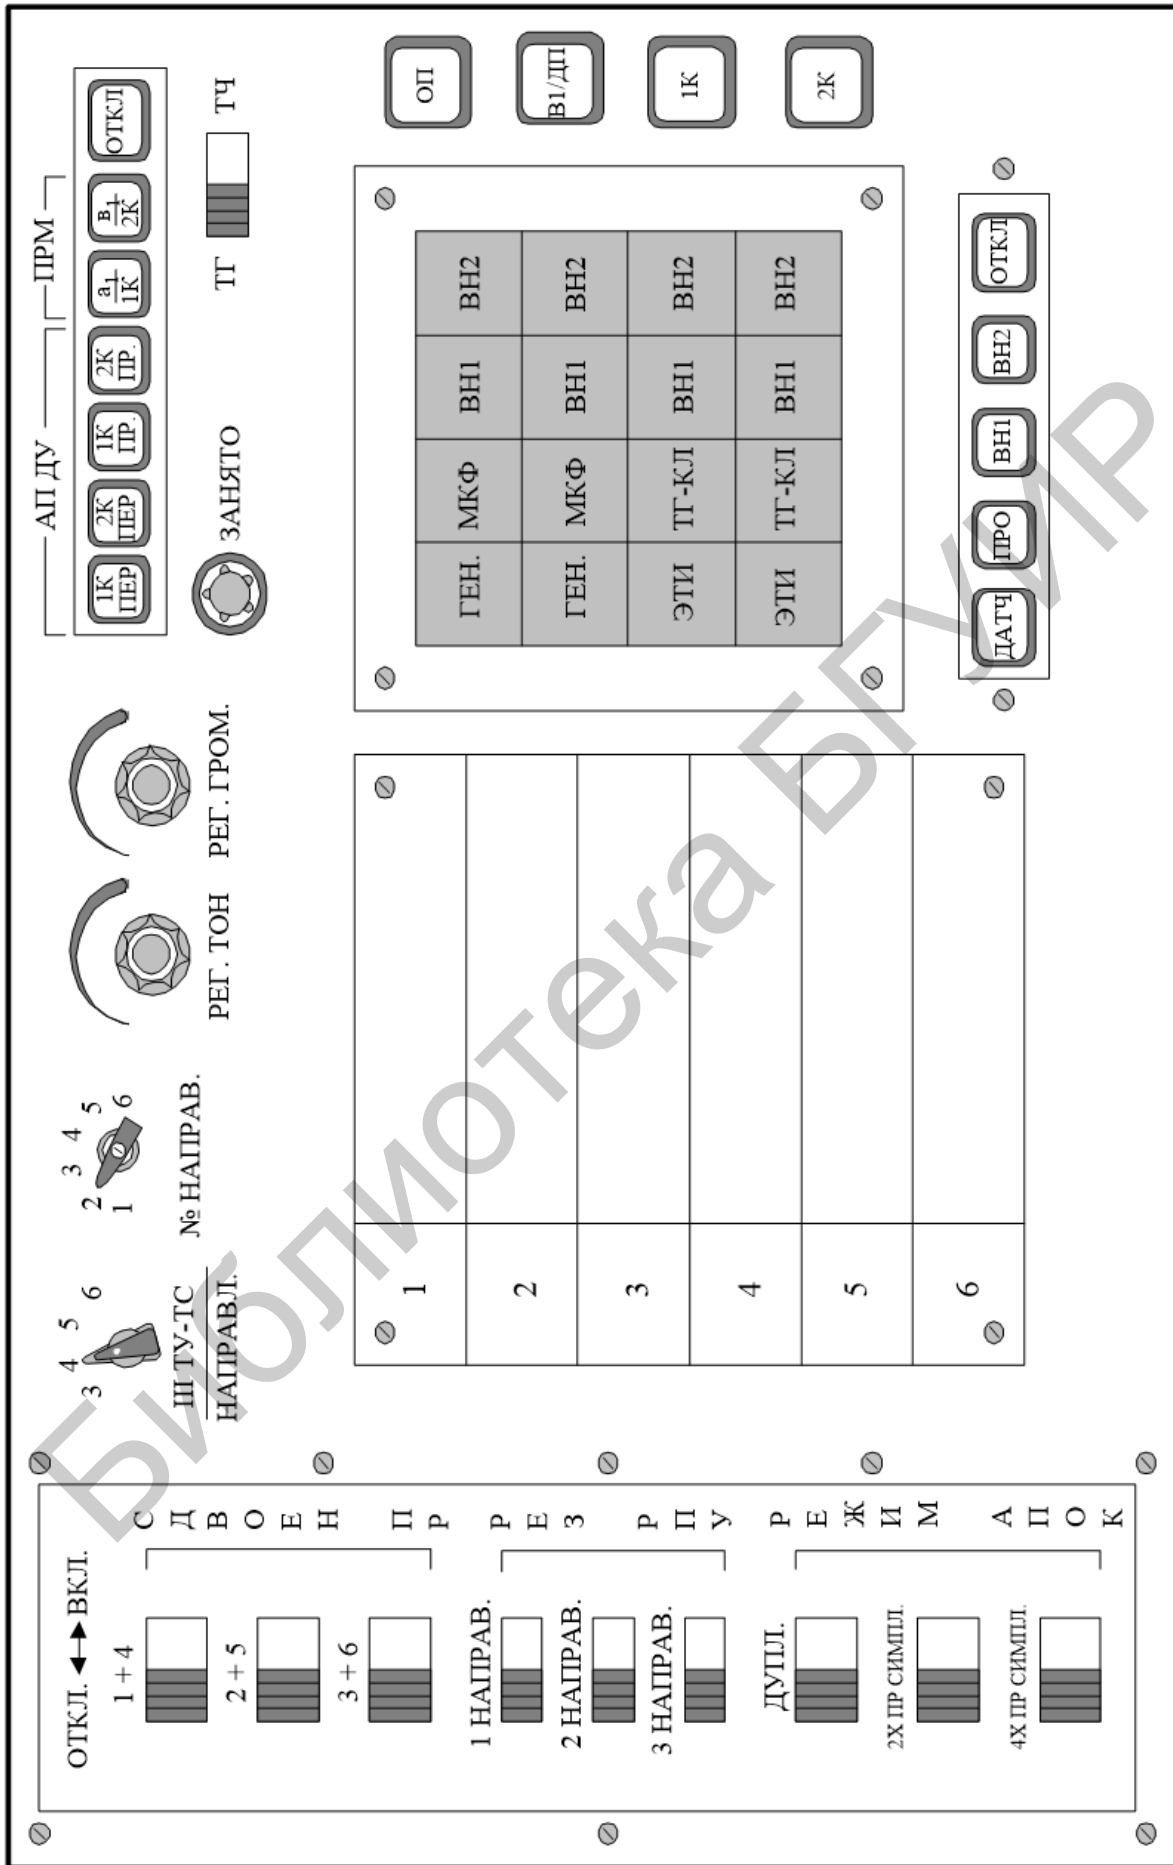 ОТКЛ. ↔ ВКЛ.
1 + 4
2 + 5
3 + 6
СДВОЕН ПР
1 НАПРАВ.
2 НАПРАВ.
3 НАПРАВ.
РЕЗ РПУ
ДУПЛ.
2Х ПР СИМПЛ.
4Х ПР СИМПЛ.
РЕЖИМ АПОК
3 4 5 6
III ТУ-ТС
НАПРАВЛ.
1 2 3 4 5 6
№ НАПРАВ.
РЕГ. ТОН
РЕГ. ГРОМ.
АП ДУ
ПРМ
1К ПЕР
2К ПЕР
1К ПР.
2К ПР.
а1 1К
в1 2К
ОТКЛ
ЗАНЯТО
ТГ ТЧ
1
2
3
4
5
6
ГЕН. МКФ ВН1 ВН2
ГЕН. МКФ ВН1 ВН2
ЭТИ ТГ-КЛ ВН1 ВН2
ЭТИ ТГ-КЛ ВН1 ВН2
ОП
В1/ДП
1К
2К
ДАТЧ ПРО ВН1 ВН2 ОТКЛ
Библиотека БГУИР